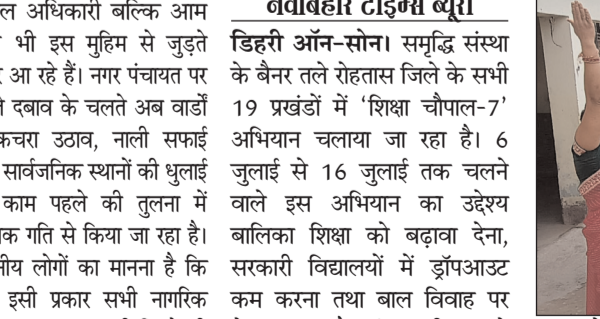 अधिकारी बल्कि आम
भी इस मुहिम से जुड़ते
आ रहे हैं। नगर पंचायत पर
दबाव के चलते अब वार्डों
कचरा उठाव, नाली सफाई
सार्वजनिक स्थानों की धुलाई
काम पहले की तुलना में
गति से किया जा रहा है।
लोगों का मानना है कि
इसी प्रकार सभी नागरिक
नवबिहार टाइम्स ब्यूरो
डिहरी ऑन-सोन। समृद्धि संस्था
के बैनर तले रोहतास जिले के सभी
19 प्रखंडों में ‘शिक्षा चौपाल-7’
अभियान चलाया जा रहा है। 6
जुलाई से 16 जुलाई तक चलने
वाले इस अभियान का उद्देश्य
बालिका शिक्षा को बढ़ावा देना,
सरकारी विद्यालयों में ड्रॉपआउट
कम करना तथा बाल विवाह पर